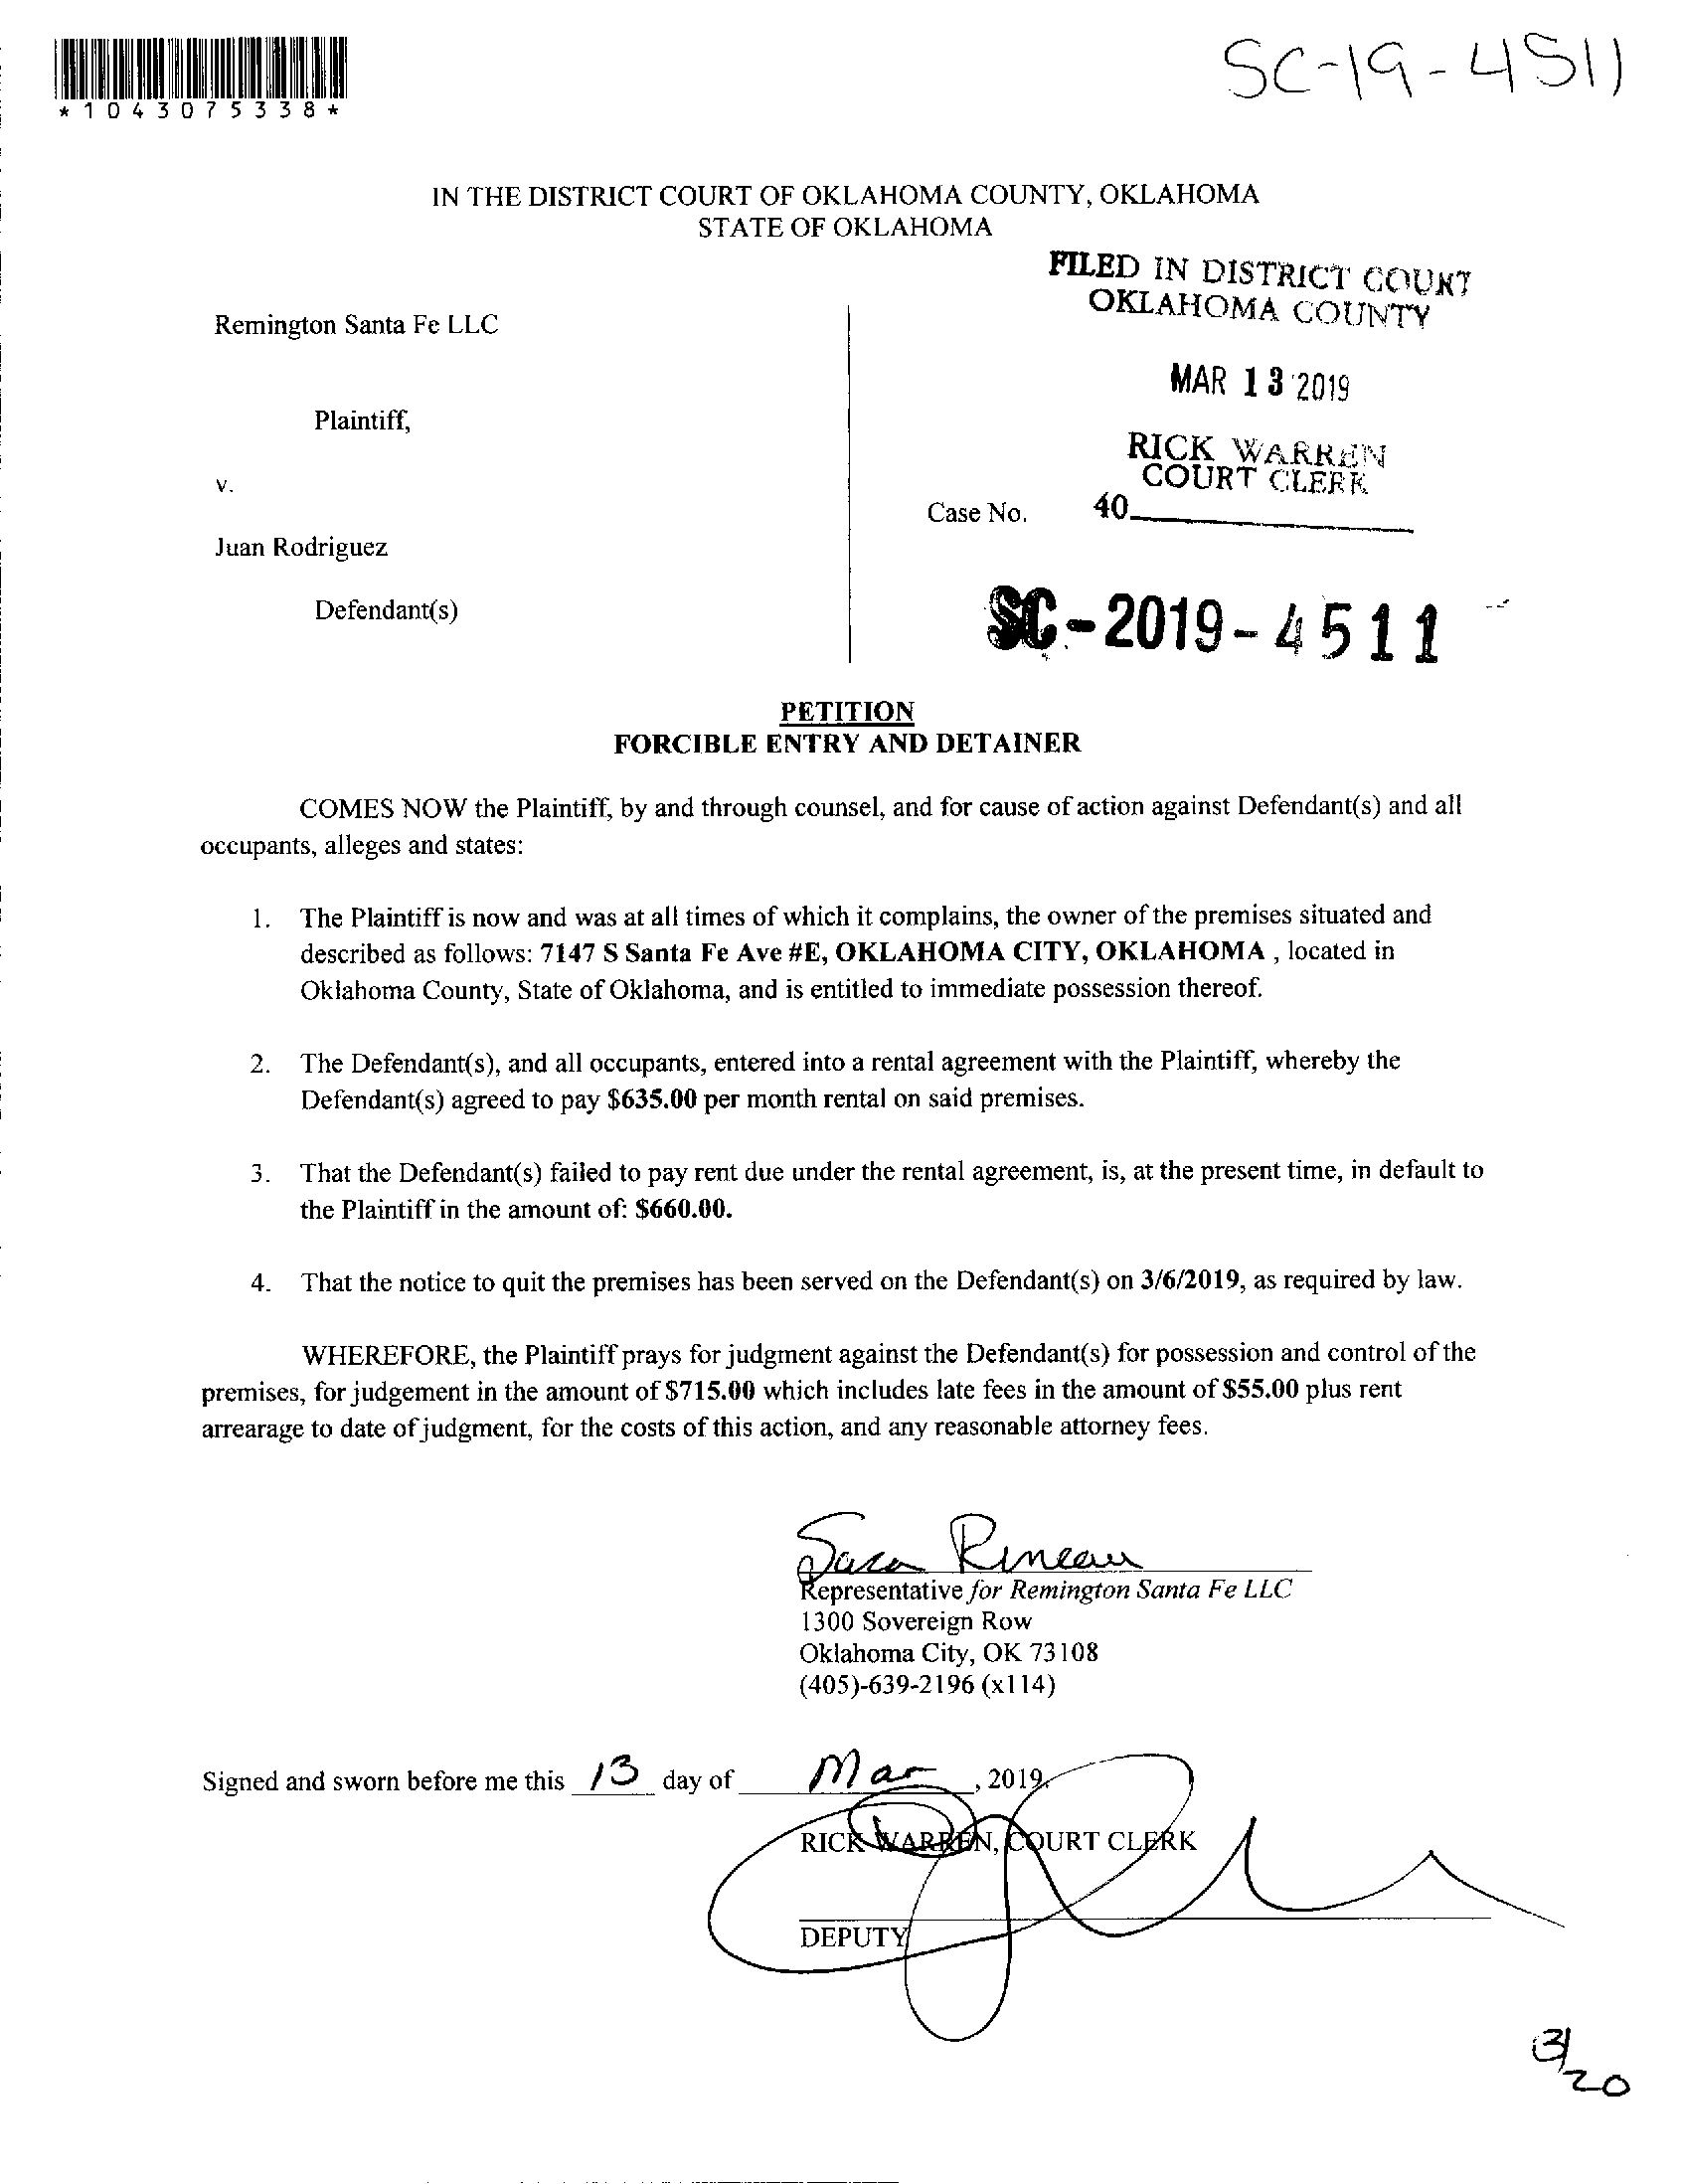 SC-19-4511
*1043075338*
IN THE DISTRICT COURT OF OKLAHOMA COUNTY, OKLAHOMA
STATE OF OKLAHOMA
FILED IN DISTRICT COURT
OKLAHOMA COUNTY
Remington Santa Fe LLC
MAR 13 2019
Plaintiff,
RICK WARREN
COURT CLERK
v.
Case No. 40
Juan Rodriguez
Defendant(s)
SC-2019-4511
PETITION
FORCIBLE ENTRY AND DETAINER
COMES NOW the Plaintiff, by and through counsel, and for cause of action against Defendant(s) and all
occupants, alleges and states:
1. The Plaintiff is now and was at all times of which it complains, the owner of the premises situated and
described as follows: 7147 S Santa Fe Ave #E, OKLAHOMA CITY, OKLAHOMA , located in
Oklahoma County, State of Oklahoma, and is entitled to immediate possession thereof.
2. The Defendant(s), and all occupants, entered into a rental agreement with the Plaintiff, whereby the
Defendant(s) agreed to pay $635.00 per month rental on said premises.
3. That the Defendant(s) failed to pay rent due under the rental agreement, is, at the present time, in default to
the Plaintiff in the amount of: $660.00.
4. That the notice to quit the premises has been served on the Defendant(s) on 3/6/2019, as required by law.
WHEREFORE, the Plaintiff prays for judgment against the Defendant(s) for possession and control of the
premises, for judgement in the amount of $715.00 which includes late fees in the amount of $55.00 plus rent
arrearage to date of judgment, for the costs of this action, and any reasonable attorney fees.
Sara Rineau
Representative for Remington Santa Fe LLC
1300 Sovereign Row
Oklahoma City, OK 73108
(405)-639-2196 (x114)
Signed and sworn before me this 13 day of Mar, 2019
RICK WARREN, COURT CLERK
DEPUTY
3/20